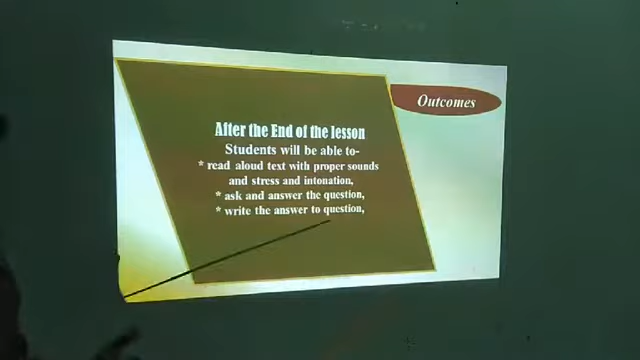 Outcomes
After the End of the lesson
Students will be able to-
* read aloud text with proper sounds
and stress and intonation,
* ask and answer the question,
* write the answer to question,